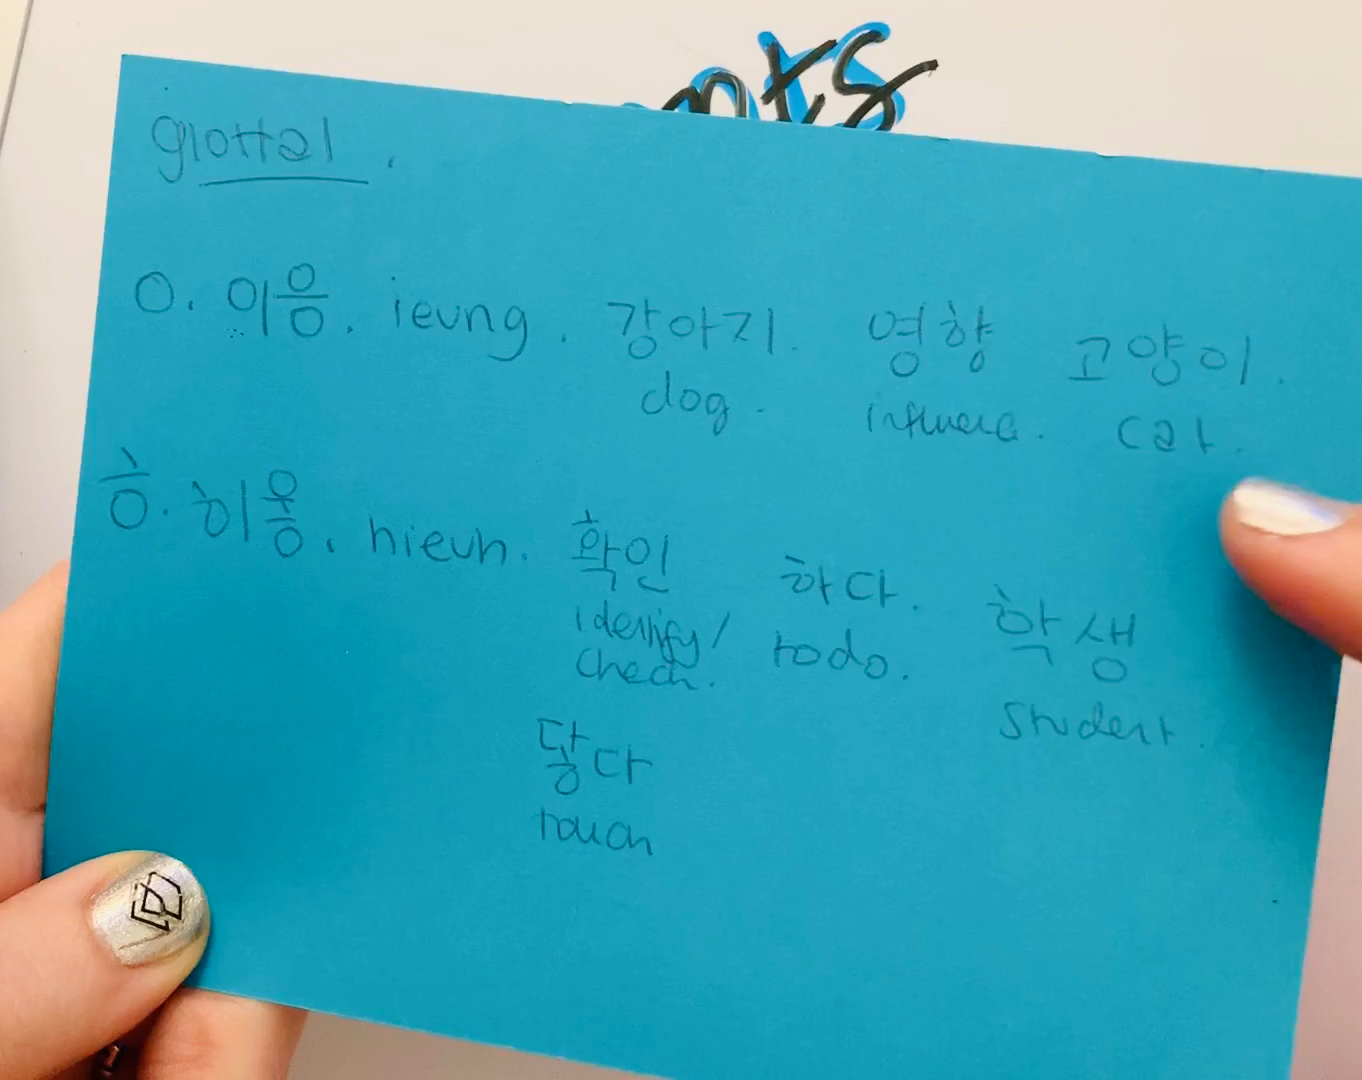 nts
glottal.
ㅇ. 이응. ieung. 강아지. 영향 고양이.
dog. influence. cat.
ㅎ. 히읗. hieuh. 확인 하다. 학생
identify/ to do. student.
check.
닿다
touch